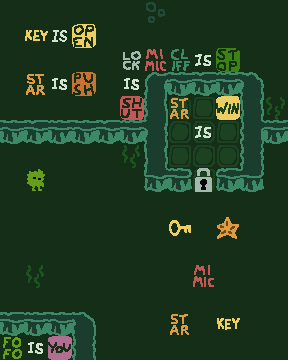 KEY IS OPEN
LOCK MIMIC CLIFF IS STOP
STAR IS PUSH IS
SHUT STAR WIN
IS
MIMIC
STAR KEY
FOFO IS YOU